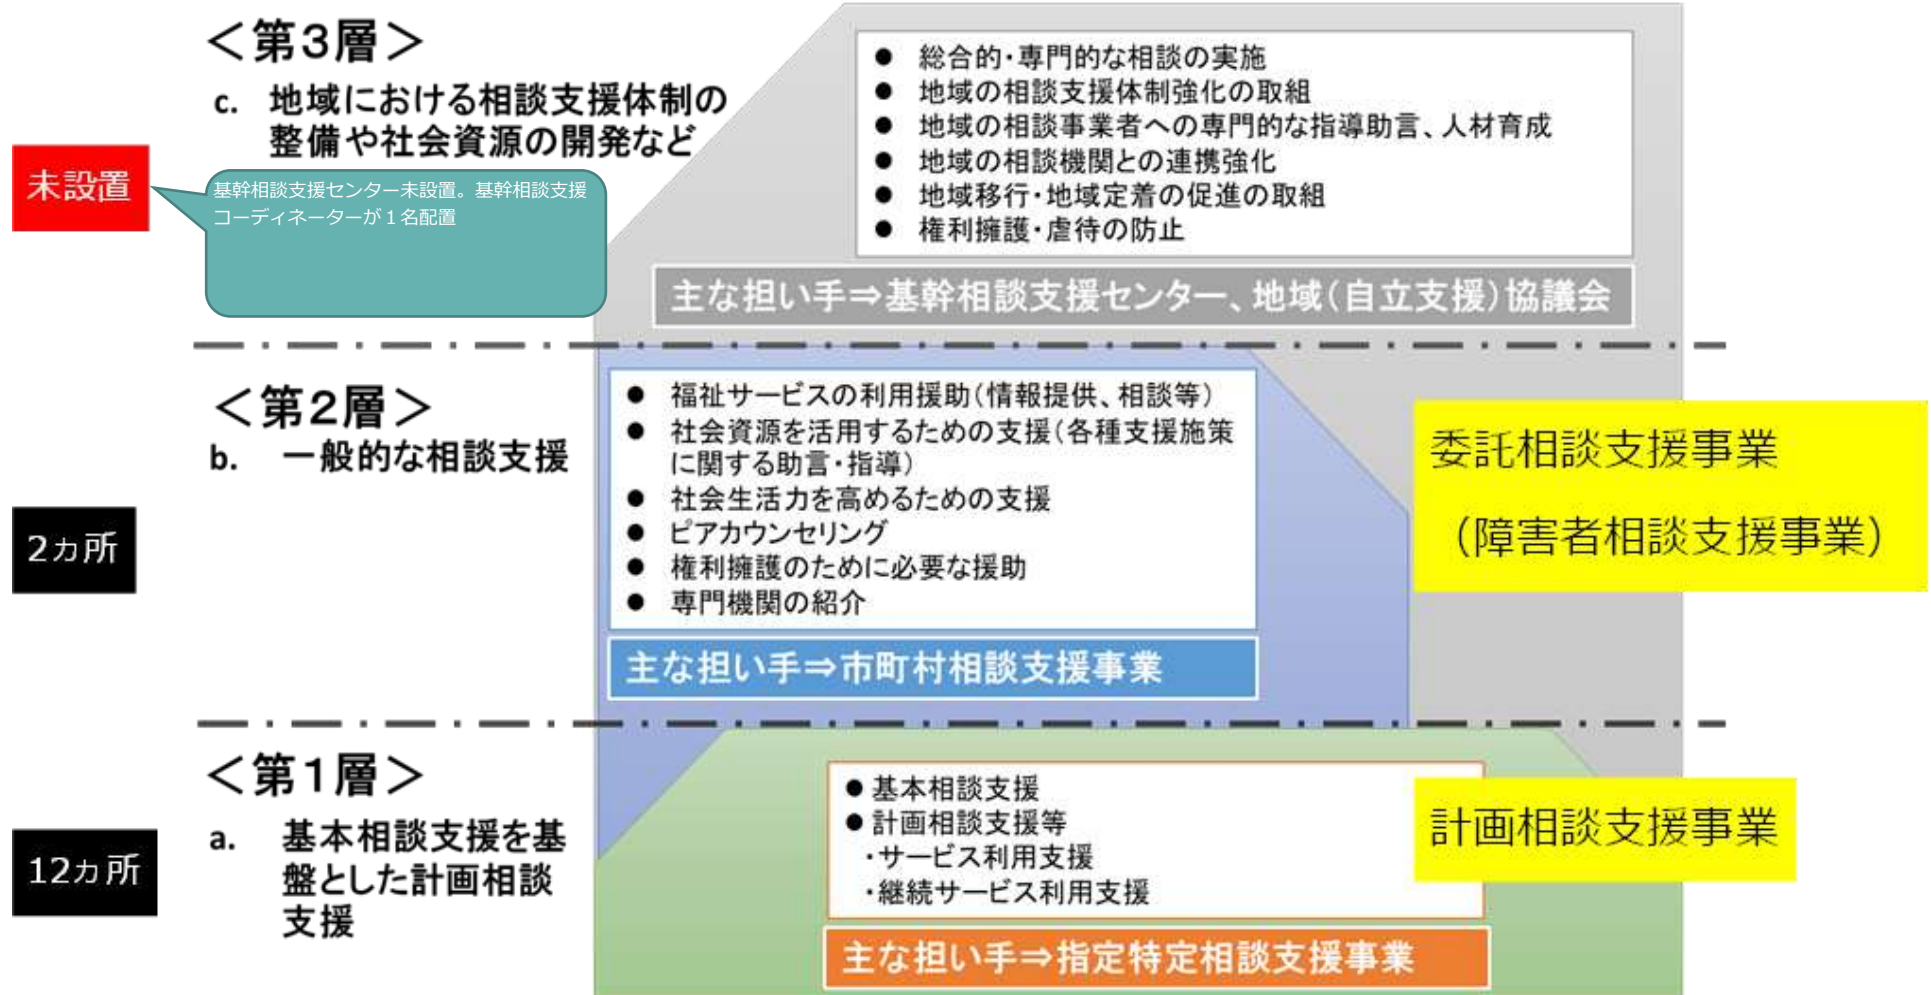 ＜第３層＞
c. 地域における相談支援体制の
整備や社会資源の開発など
未設置
基幹相談支援センター未設置。基幹相談支援
コーディネーターが１名配置
● 総合的・専門的な相談の実施
● 地域の相談支援体制強化の取組
● 地域の相談事業者への専門的な指導助言、人材育成
● 地域の相談機関との連携強化
● 地域移行・地域定着の促進の取組
● 権利擁護・虐待の防止
主な担い手⇒基幹相談支援センター、地域（自立支援）協議会
＜第２層＞
b. 一般的な相談支援
2カ所
● 福祉サービスの利用援助（情報提供、相談等）
● 社会資源を活用するための支援（各種支援施策
に関する助言・指導）
● 社会生活力を高めるための支援
● ピアカウンセリング
● 権利擁護のために必要な援助
● 専門機関の紹介
主な担い手⇒市町村相談支援事業
委託相談支援事業
（障害者相談支援事業）
＜第１層＞
a. 基本相談支援を基
盤とした計画相談
支援
12カ所
● 基本相談支援
● 計画相談支援等
・サービス利用支援
・継続サービス利用支援
主な担い手⇒指定特定相談支援事業
計画相談支援事業